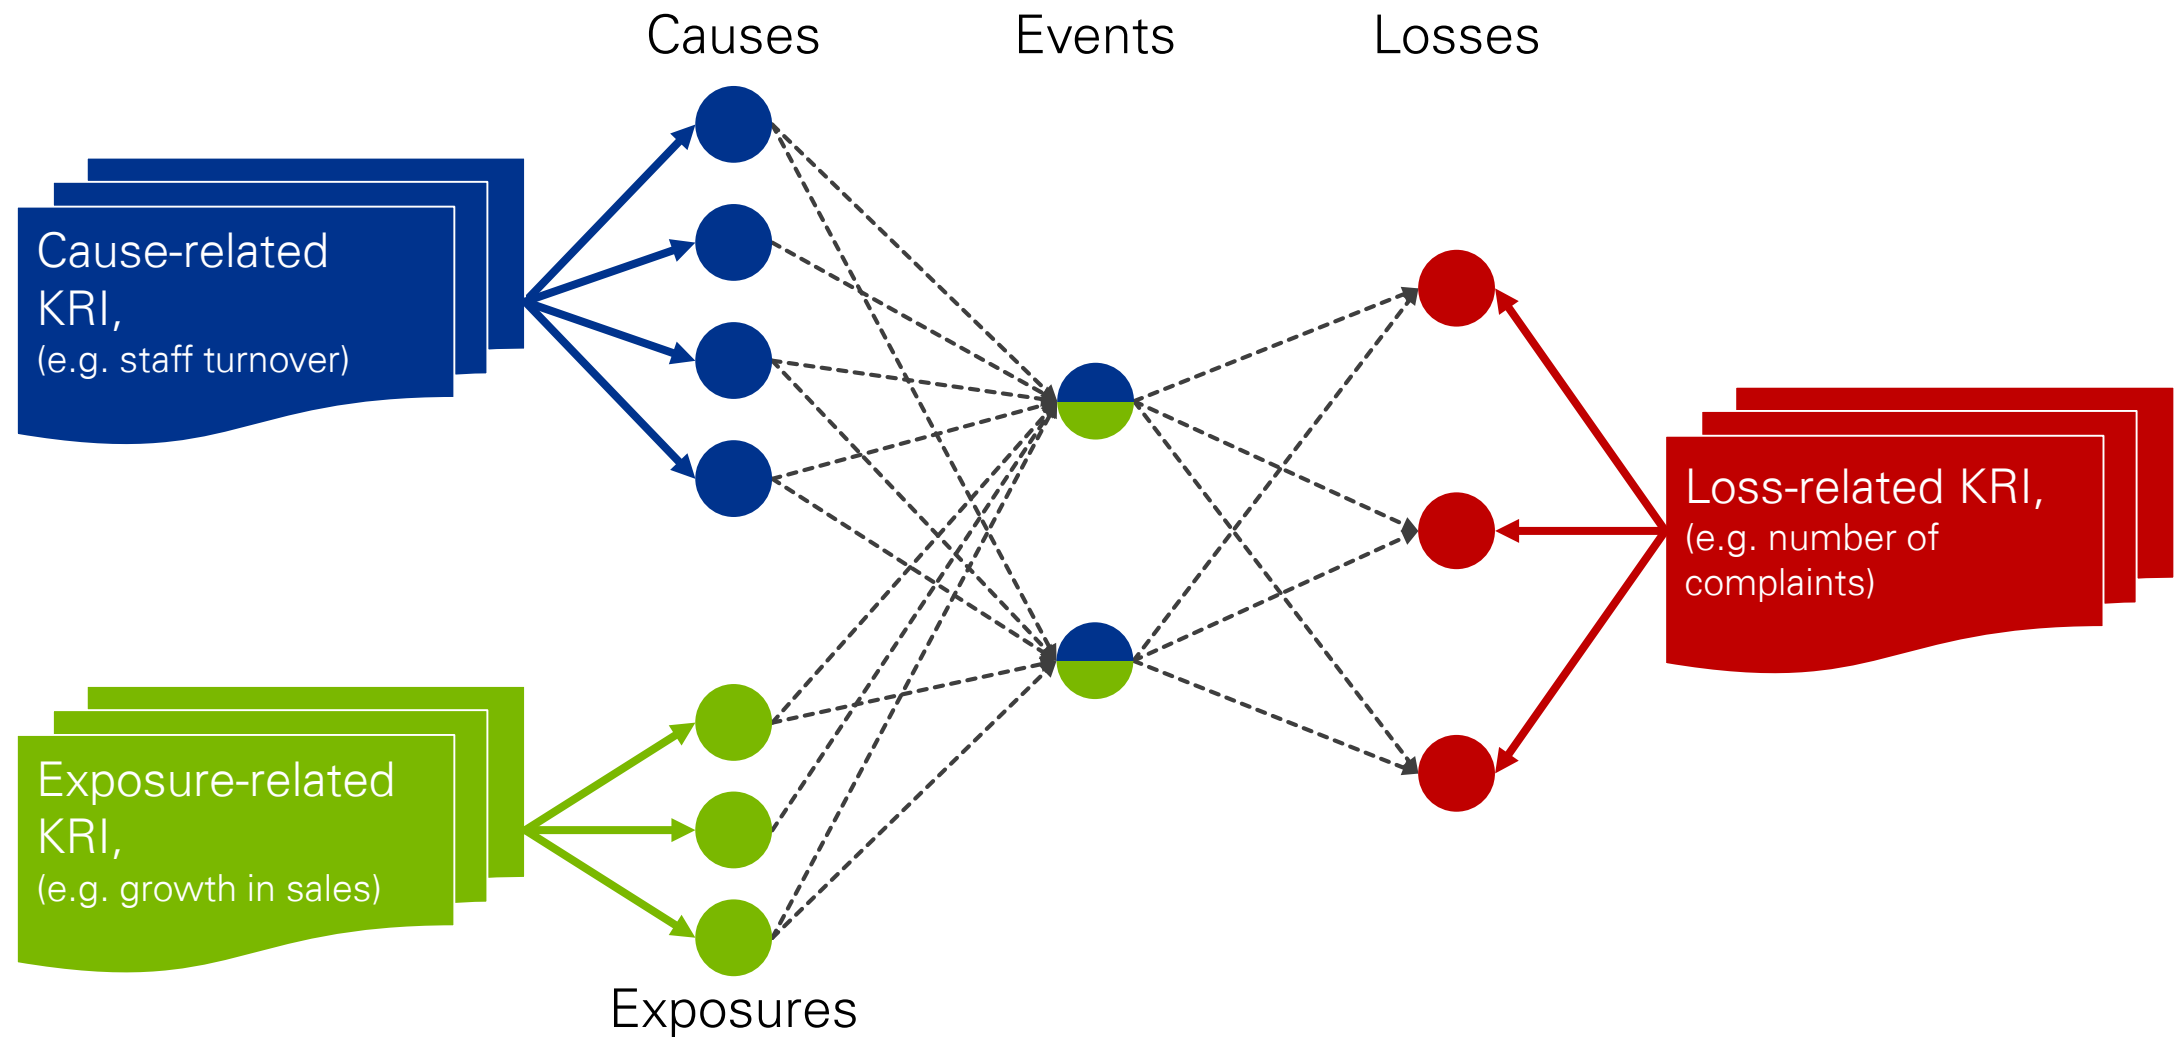 Causes
Events
Losses
Cause-related
KRI,
(e.g. staff turnover)
Loss-related KRI,
(e.g. number of
complaints)
Exposure-related
KRI,
(e.g. growth in sales)
Exposures